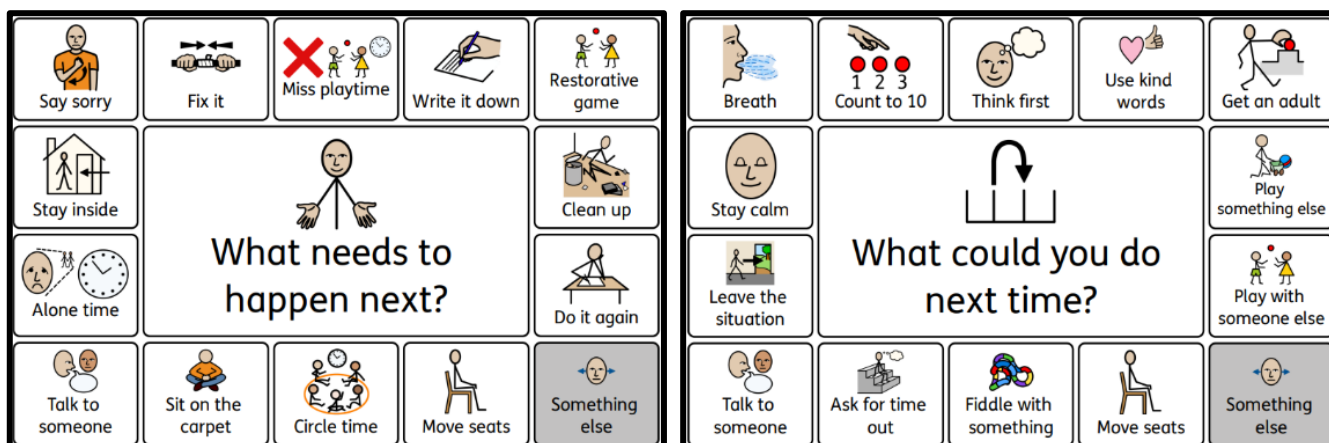 Say sorry
Fix it
Miss playtime
Write it down
Restorative
game
Stay inside
What needs to
happen next?
Clean up
Alone time
Do it again
Talk to
someone
Sit on the
carpet
Circle time
Move seats
Something
else
Breath
1 2 3
Count to 10
Think first
Use kind
words
Get an adult
Stay calm
What could you do
next time?
Play
something else
Leave the
situation
Play with
someone else
Talk to
someone
Ask for time
out
Fiddle with
something
Move seats
Something
else